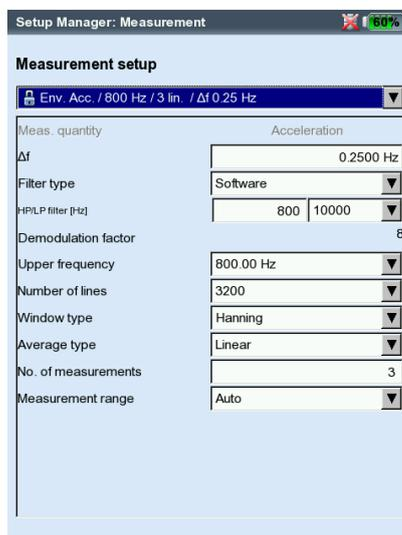 Setup Manager: Measurement 60%
Measurement setup
Env. Acc. / 800 Hz / 3 lin. / Δf 0.25 Hz
Meas. quantity Acceleration
Δf 0.2500 Hz
Filter type Software
HP/LP filter [Hz] 800 10000
Demodulation factor 8
Upper frequency 800.00 Hz
Number of lines 3200
Window type Hanning
Average type Linear
No. of measurements 3
Measurement range Auto